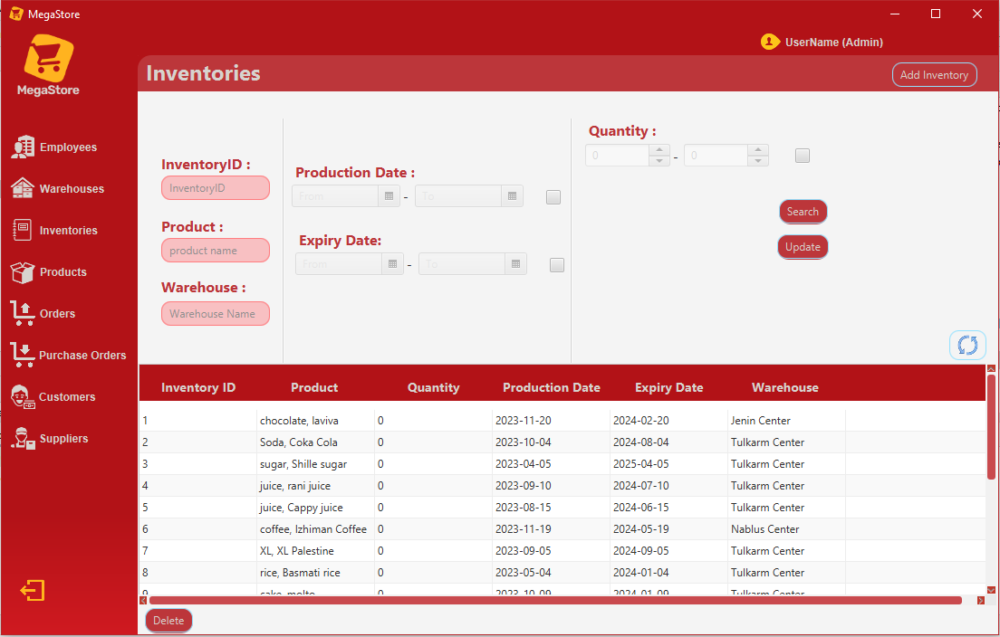 MegaStore
UserName (Admin)
MegaStore
Inventories
Add Inventory
Employees
Warehouses
Inventories
Products
Orders
Purchase Orders
Customers
Suppliers
InventoryID :
InventoryID
Product :
product name
Warehouse :
Warehouse Name
Production Date :
From - To
Expiry Date:
From - To
Quantity :
0 - 0
Search
Update
Inventory ID Product Quantity Production Date Expiry Date Warehouse
1 chocolate, laviva 0 2023-11-20 2024-02-20 Jenin Center
2 Soda, Coka Cola 0 2023-10-04 2024-08-04 Tulkarm Center
3 sugar, Shille sugar 0 2023-04-05 2025-04-05 Tulkarm Center
4 juice, rani juice 0 2023-09-10 2024-07-10 Tulkarm Center
5 juice, Cappy juice 0 2023-08-15 2024-06-15 Tulkarm Center
6 coffee, Izhiman Coffee 0 2023-11-19 2024-05-19 Nablus Center
7 XL, XL Palestine 0 2023-09-05 2024-09-05 Tulkarm Center
8 rice, Basmati rice 0 2023-05-04 2024-01-04 Tulkarm Center
9 cake, molto 0 2023-10-09 2024-01-09 Tulkarm Center
Delete